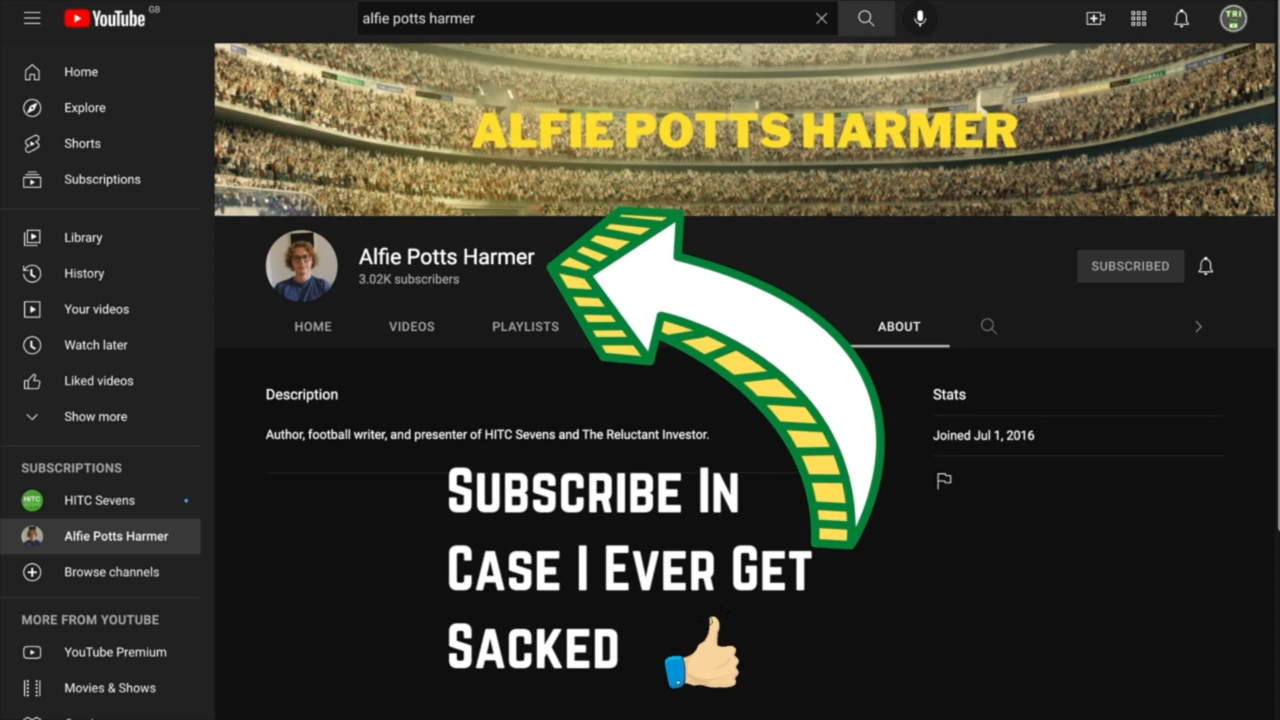 YouTube GB
alfie potts harmer
TRI
ALFIE POTTS HARMER
Home
Explore
Shorts
Subscriptions
Library
History
Your videos
Watch later
Liked videos
Show more
SUBSCRIPTIONS
HITC HITC Sevens
Alfie Potts Harmer
Browse channels
MORE FROM YOUTUBE
YouTube Premium
Movies & Shows
Alfie Potts Harmer
3.02K subscribers
SUBSCRIBED
HOME VIDEOS PLAYLISTS ABOUT
Description
Author, football writer, and presenter of HITC Sevens and The Reluctant Investor.
Stats
Joined Jul 1, 2016
Subscribe In
Case I Ever Get
Sacked